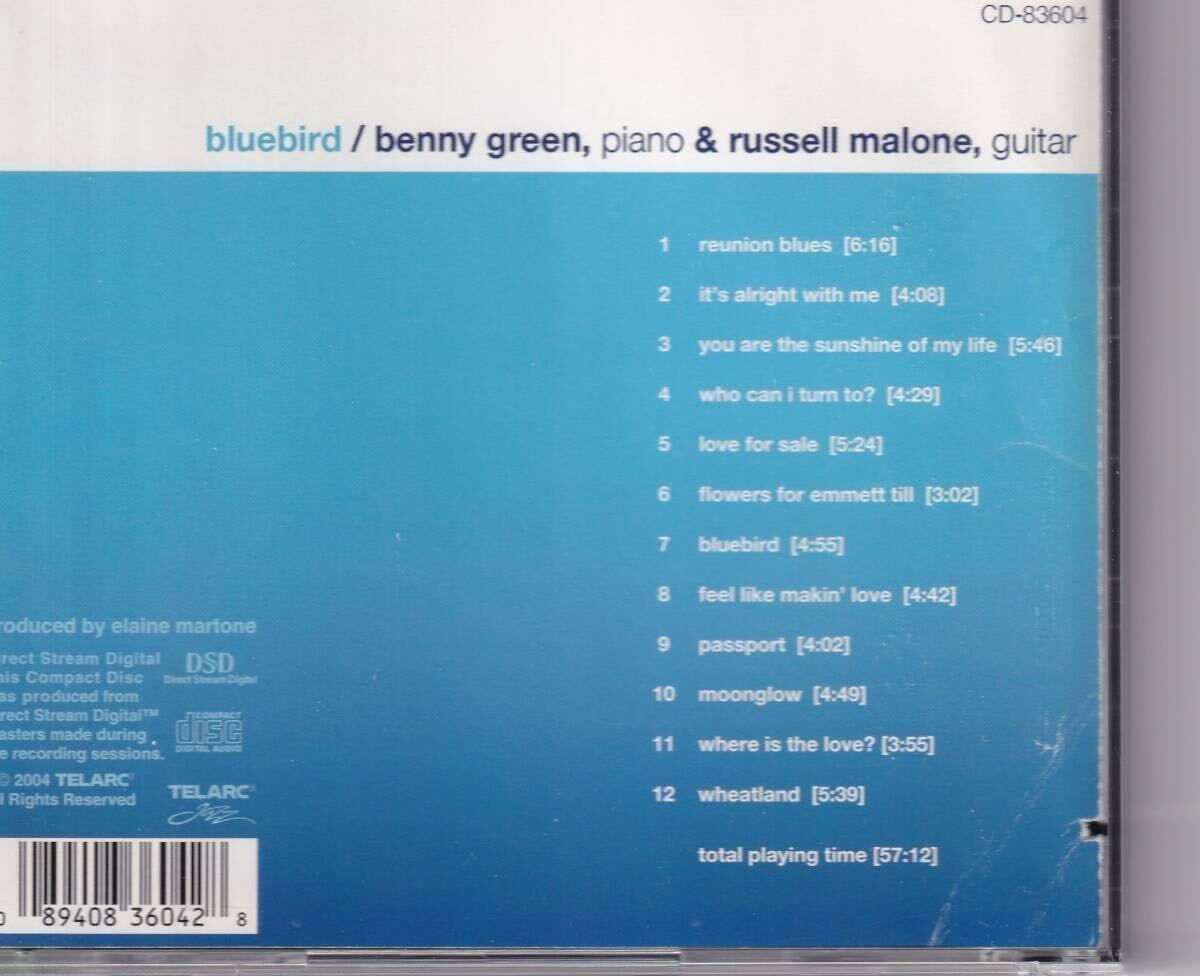 CD-83604
bluebird / benny green, piano & russell malone, guitar
1 reunion blues [6:16]
2 it's alright with me [4:08]
3 you are the sunshine of my life [5:46]
4 who can i turn to? [4:29]
5 love for sale [5:24]
6 flowers for emmett till [3:02]
7 bluebird [4:55]
8 feel like makin' love [4:42]
9 passport [4:02]
10 moonglow [4:49]
11 where is the love? [3:55]
12 wheatland [5:39]
total playing time [57:12]
roduced by elaine martone
rect Stream Digital
his Compact Disc
as produced from
rect Stream Digital™
asters made during
e recording sessions.
DSD
Direct Stream Digital
COMPACT
disc
DIGITAL AUDIO
© 2004 TELARC®
l Rights Reserved
TELARC®
Jazz
0 89408 36042 8